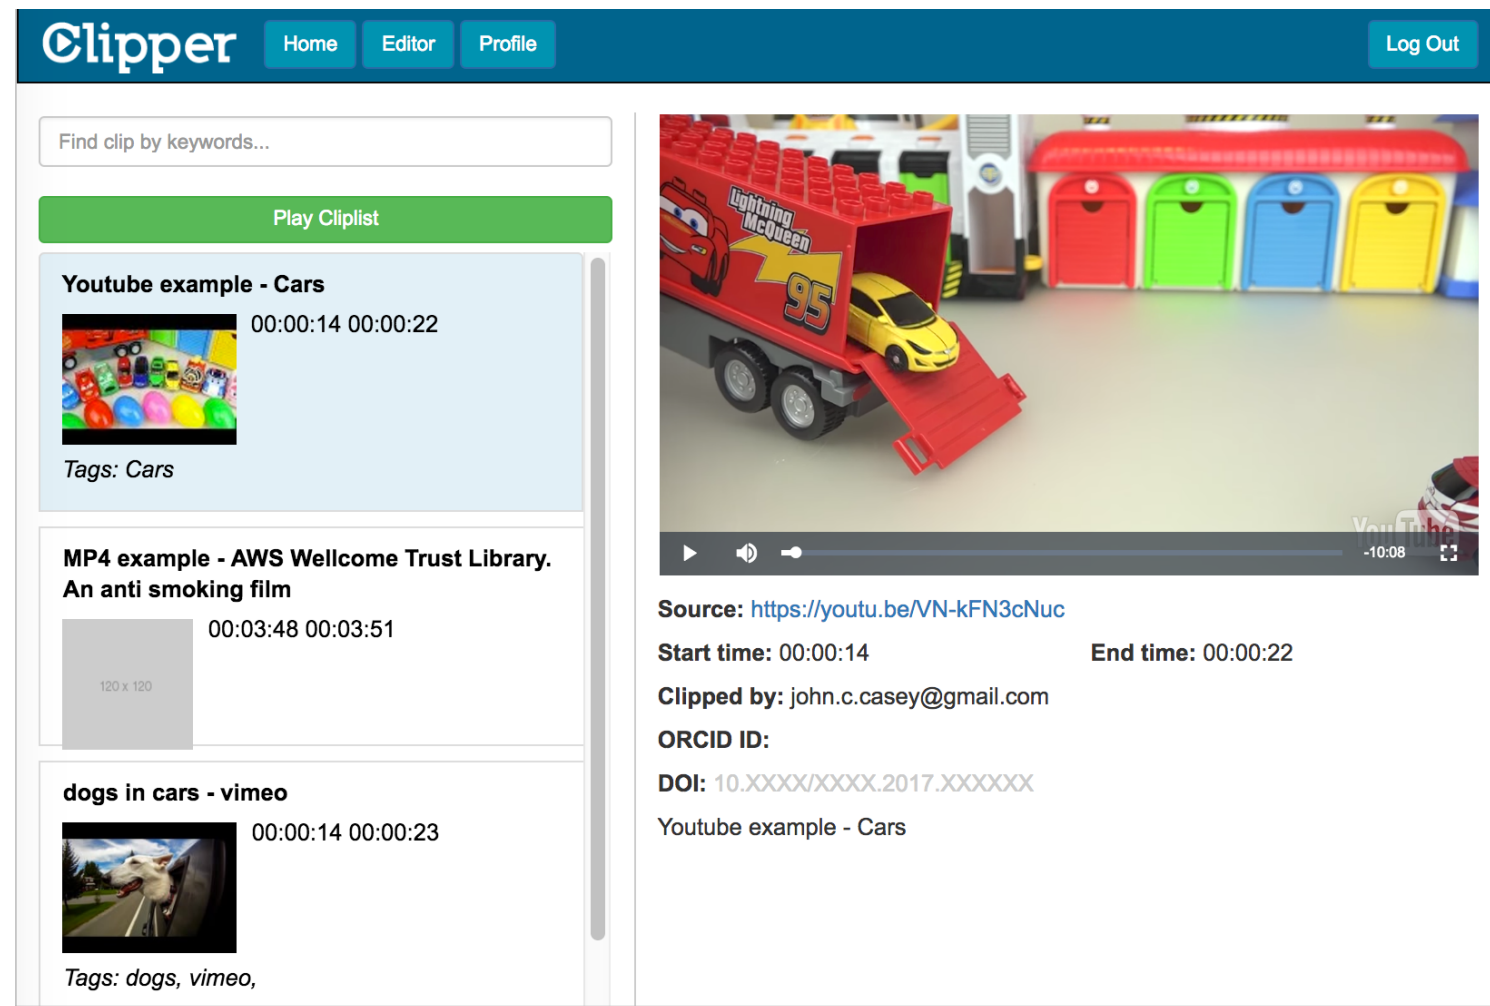 Clipper
Home
Editor
Profile
Log Out
Find clip by keywords...
Play Cliplist
Youtube example - Cars
00:00:14 00:00:22
Tags: Cars
MP4 example - AWS Wellcome Trust Library.
An anti smoking film
120 x 120
00:03:48 00:03:51
dogs in cars - vimeo
00:00:14 00:00:23
Tags: dogs, vimeo,
Lightning
McQueen
95
YouTube
-10:08
Source: https://youtu.be/VN-kFN3cNuc
Start time: 00:00:14
End time: 00:00:22
Clipped by: john.c.casey@gmail.com
ORCID ID:
DOI: 10.XXXX/XXXX.2017.XXXXXX
Youtube example - Cars